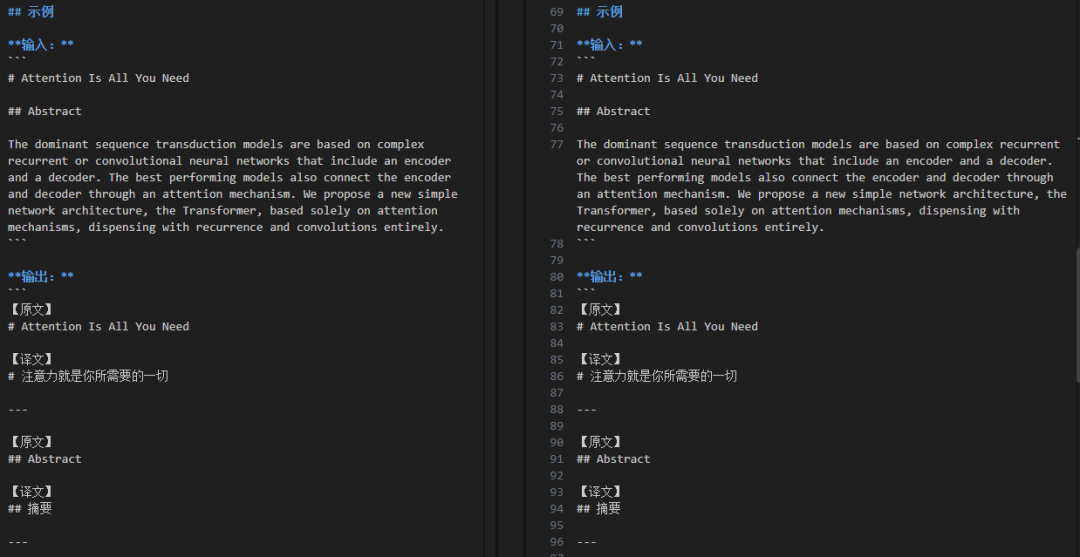 ## 示例
**输入：**
```
# Attention Is All You Need
## Abstract
The dominant sequence transduction models are based on complex
recurrent or convolutional neural networks that include an encoder
and a decoder. The best performing models also connect the encoder
and decoder through an attention mechanism. We propose a new simple
network architecture, the Transformer, based solely on attention
mechanisms, dispensing with recurrence and convolutions entirely.
```
**输出：**
```
【原文】
# Attention Is All You Need
【译文】
# 注意力就是你所需要的一切
---
【原文】
## Abstract
【译文】
## 摘要
---
69 ## 示例
70
71 **输入：**
72 ```
73 # Attention Is All You Need
74
75 ## Abstract
76
77 The dominant sequence transduction models are based on complex recurrent
or convolutional neural networks that include an encoder and a decoder.
The best performing models also connect the encoder and decoder through
an attention mechanism. We propose a new simple network architecture, the
Transformer, based solely on attention mechanisms, dispensing with
recurrence and convolutions entirely.
78 ```
79
80 **输出：**
81 ```
82 【原文】
83 # Attention Is All You Need
84
85 【译文】
86 # 注意力就是你所需要的一切
87
88 ---
89
90 【原文】
91 ## Abstract
92
93 【译文】
94 ## 摘要
95
96 ---